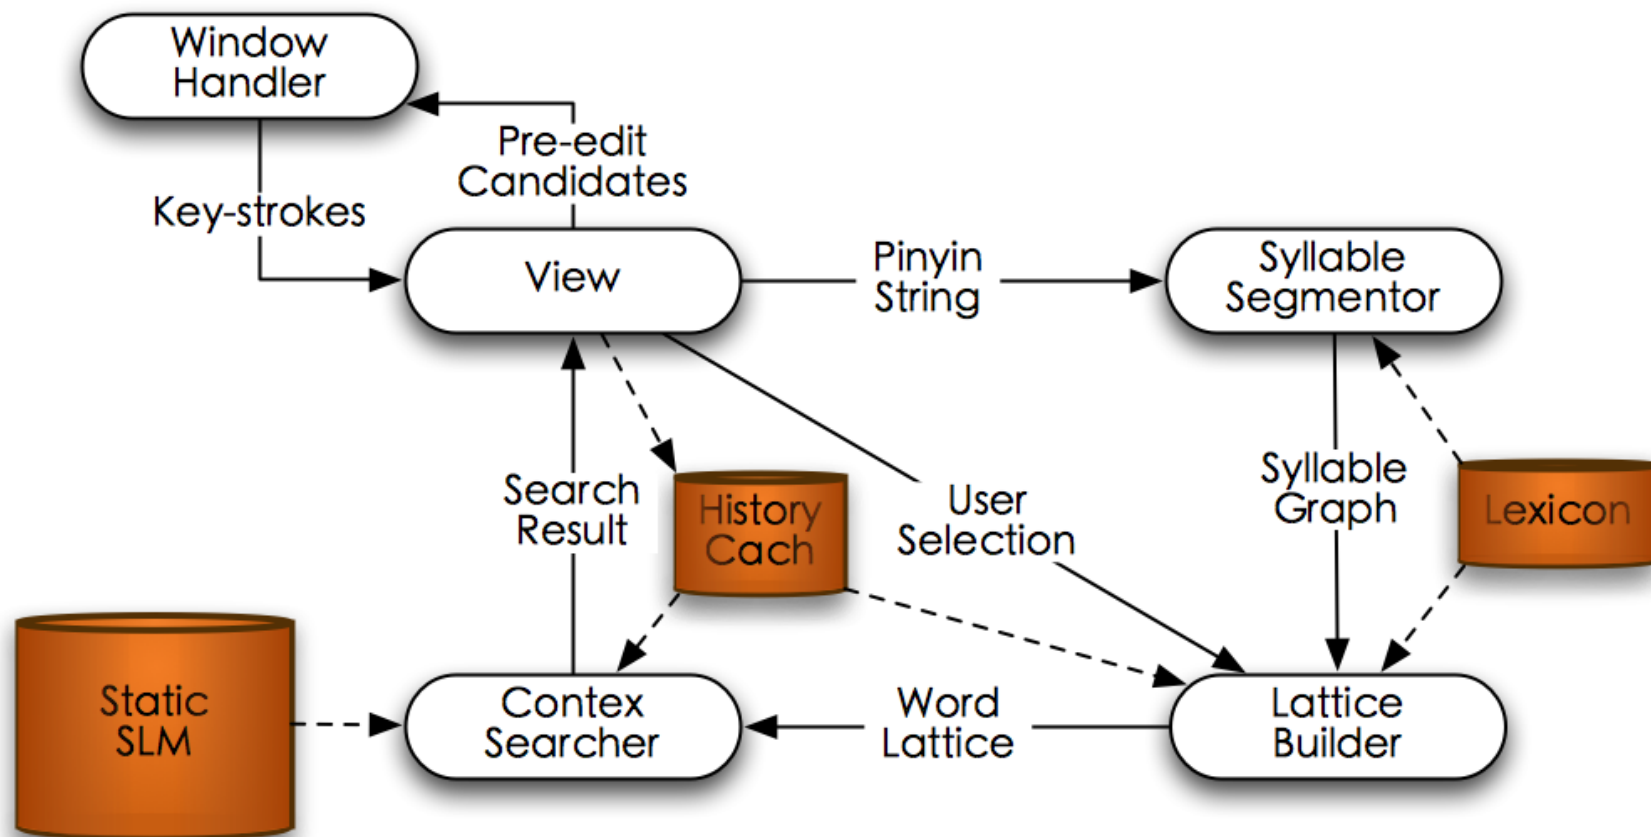 Window
Handler
Pre-edit
Candidates
Key-strokes
View
Pinyin
String
Syllable
Segmentor
Search
Result
History
Cach
User
Selection
Syllable
Graph
Lexicon
Static
SLM
Contex
Searcher
Word
Lattice
Lattice
Builder